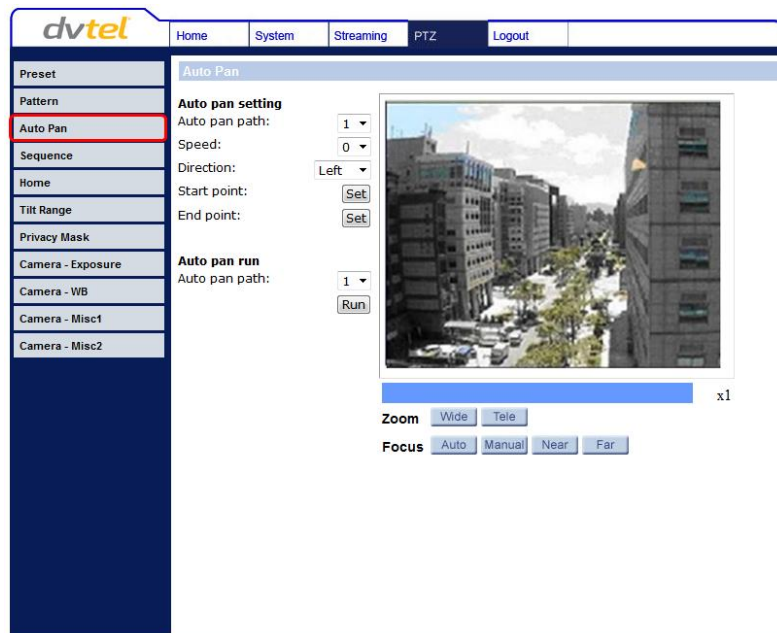 dvtel
Home System Streaming PTZ Logout
Preset
Pattern
Auto Pan
Sequence
Home
Tilt Range
Privacy Mask
Camera - Exposure
Camera - WB
Camera - Misc1
Camera - Misc2
Auto Pan
Auto pan setting
Auto pan path: 1
Speed: 0
Direction: Left
Start point: Set
End point: Set
Auto pan run
Auto pan path: 1
Run
x1
Zoom Wide Tele
Focus Auto Manual Near Far